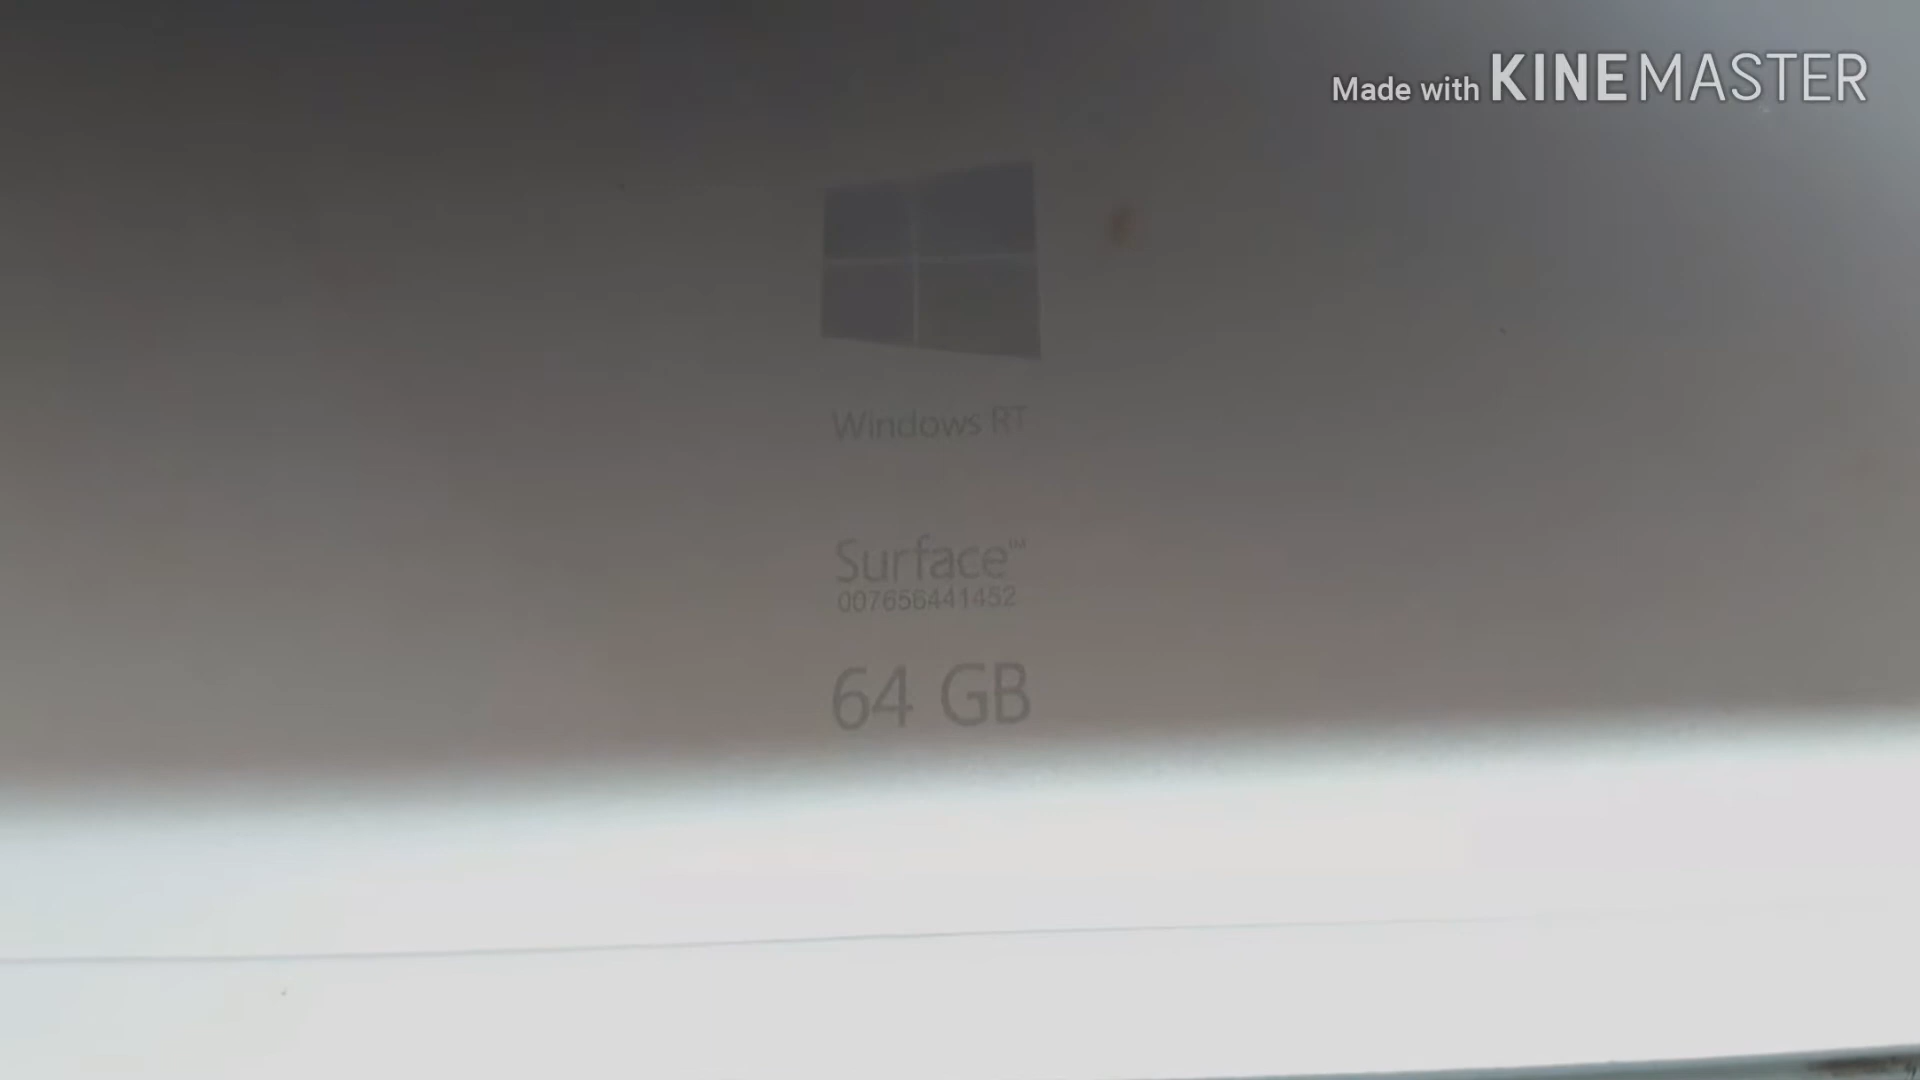 Made with KINEMASTER
Windows RT
Surface™
007656441452
64 GB